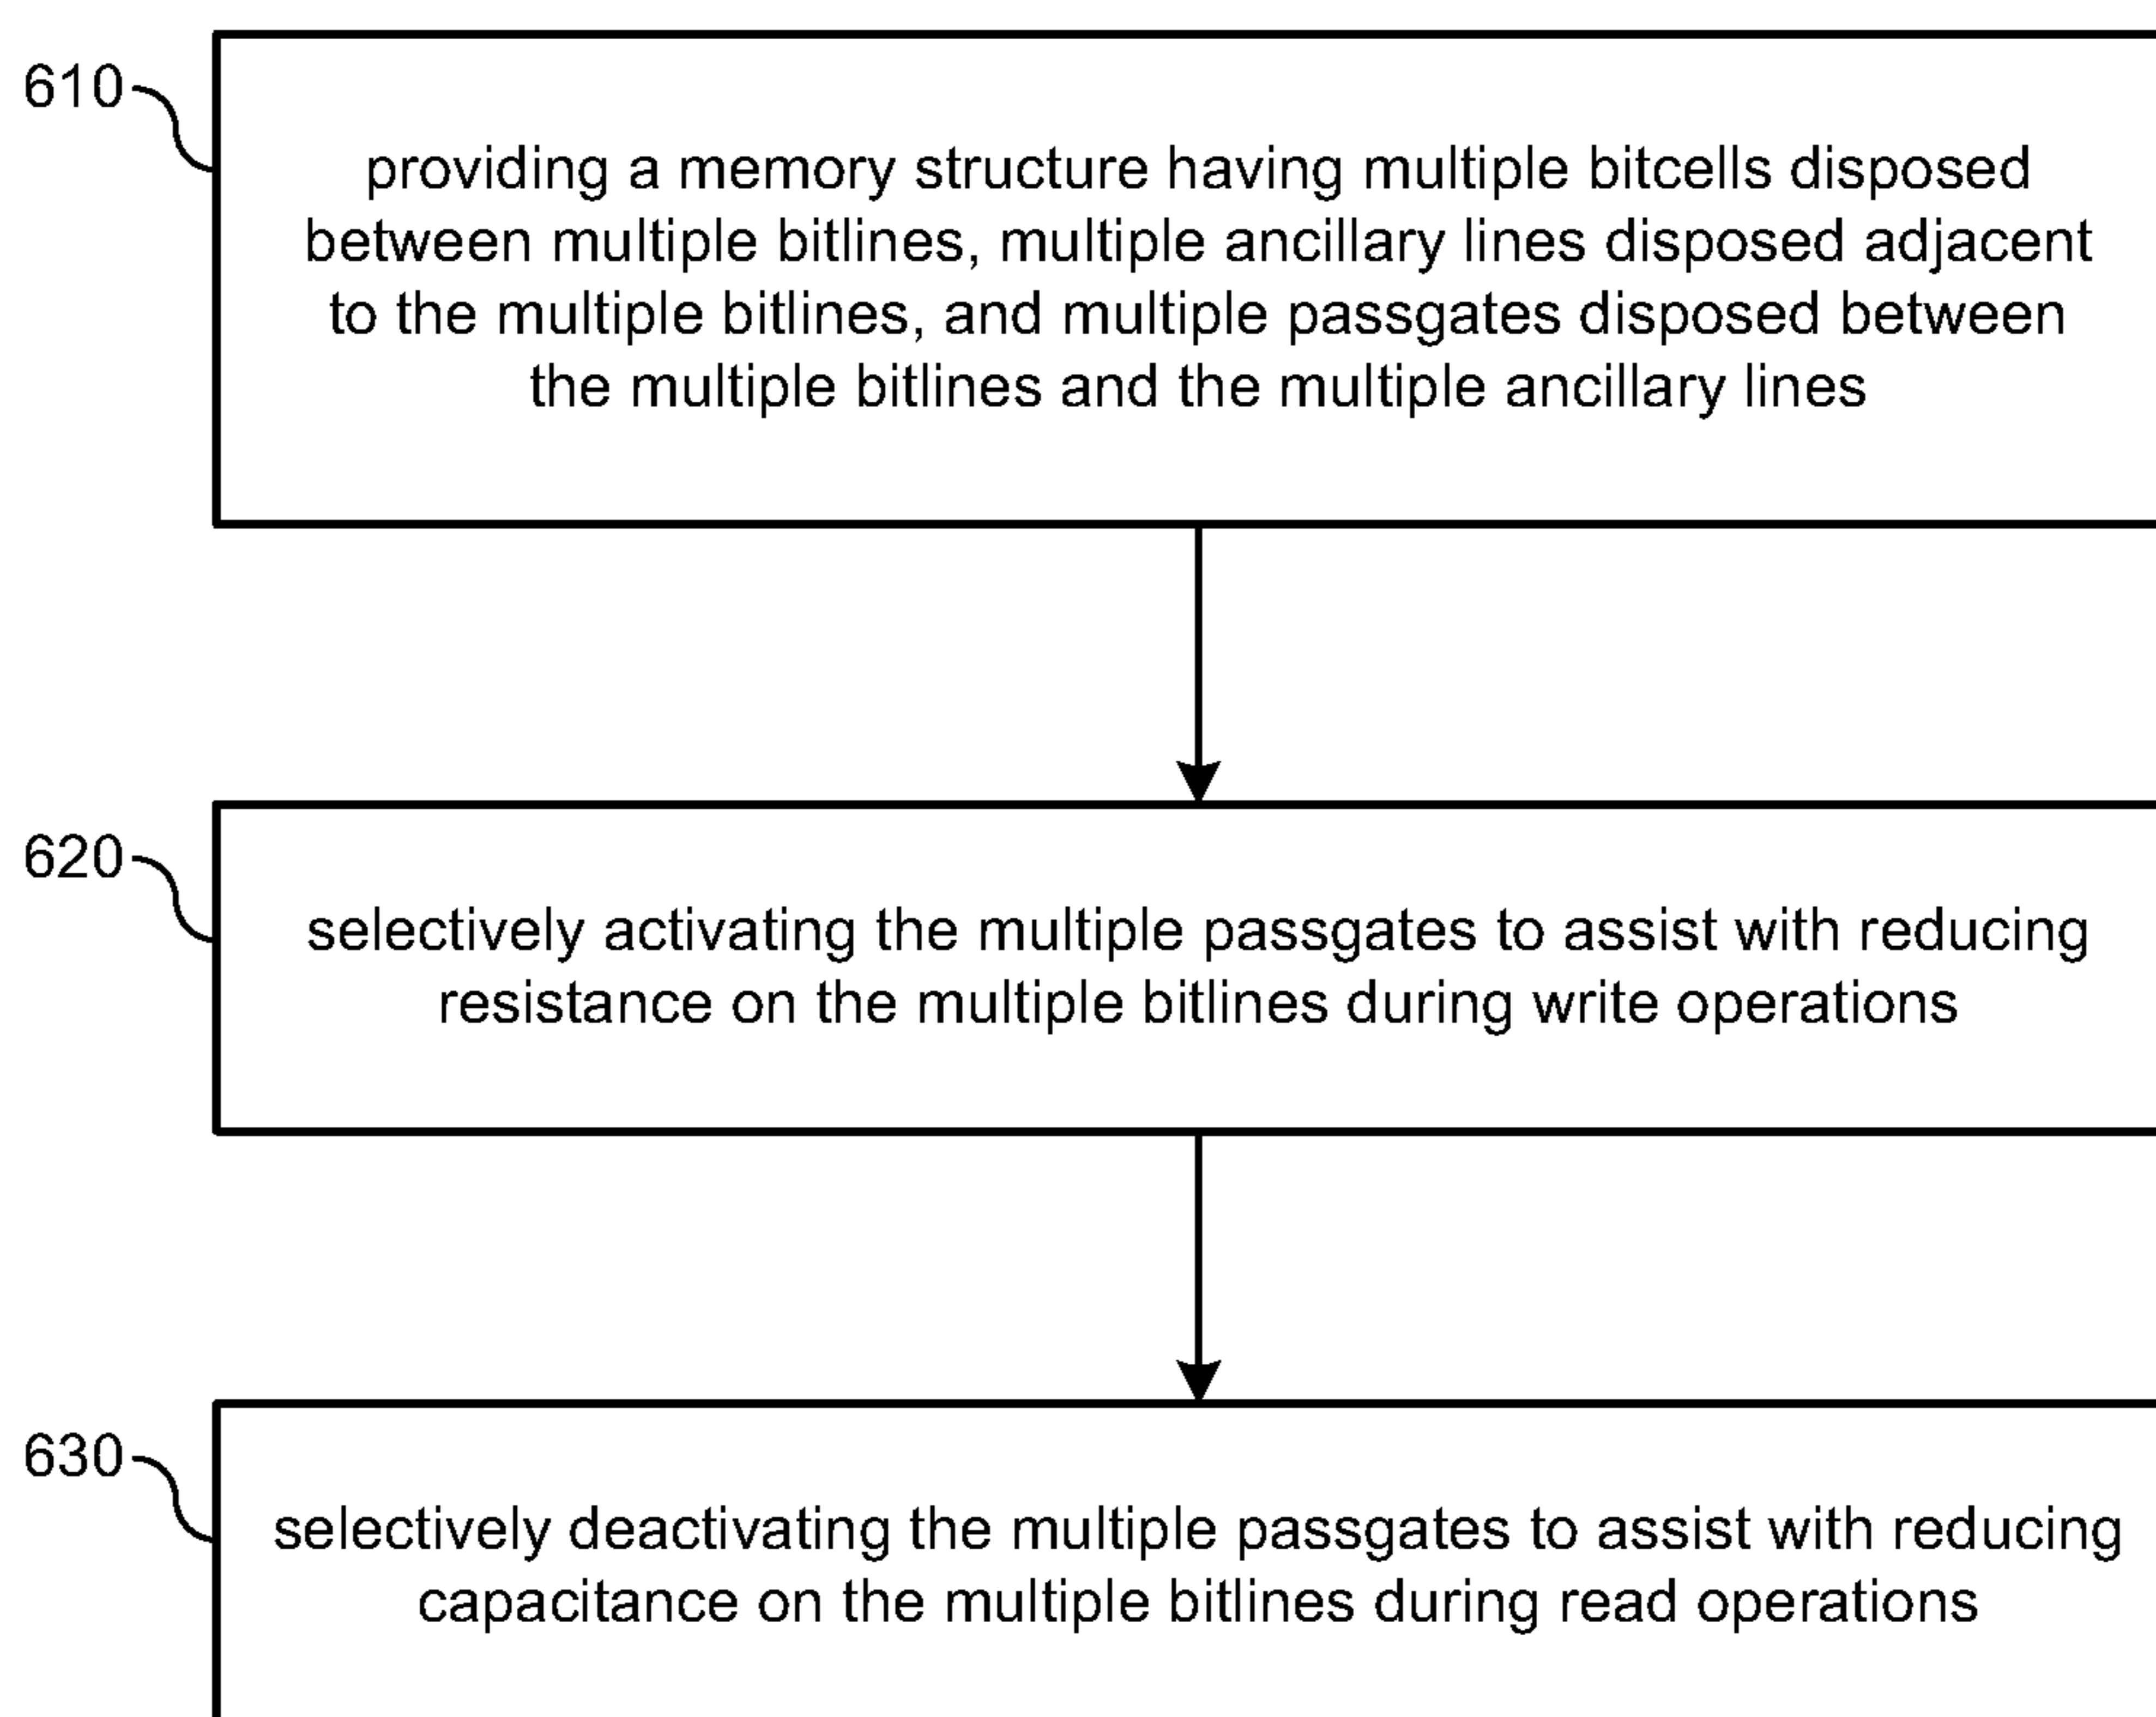 610
providing a memory structure having multiple bitcells disposed
between multiple bitlines, multiple ancillary lines disposed adjacent
to the multiple bitlines, and multiple passgates disposed between
the multiple bitlines and the multiple ancillary lines
620
selectively activating the multiple passgates to assist with reducing
resistance on the multiple bitlines during write operations
630
selectively deactivating the multiple passgates to assist with reducing
capacitance on the multiple bitlines during read operations